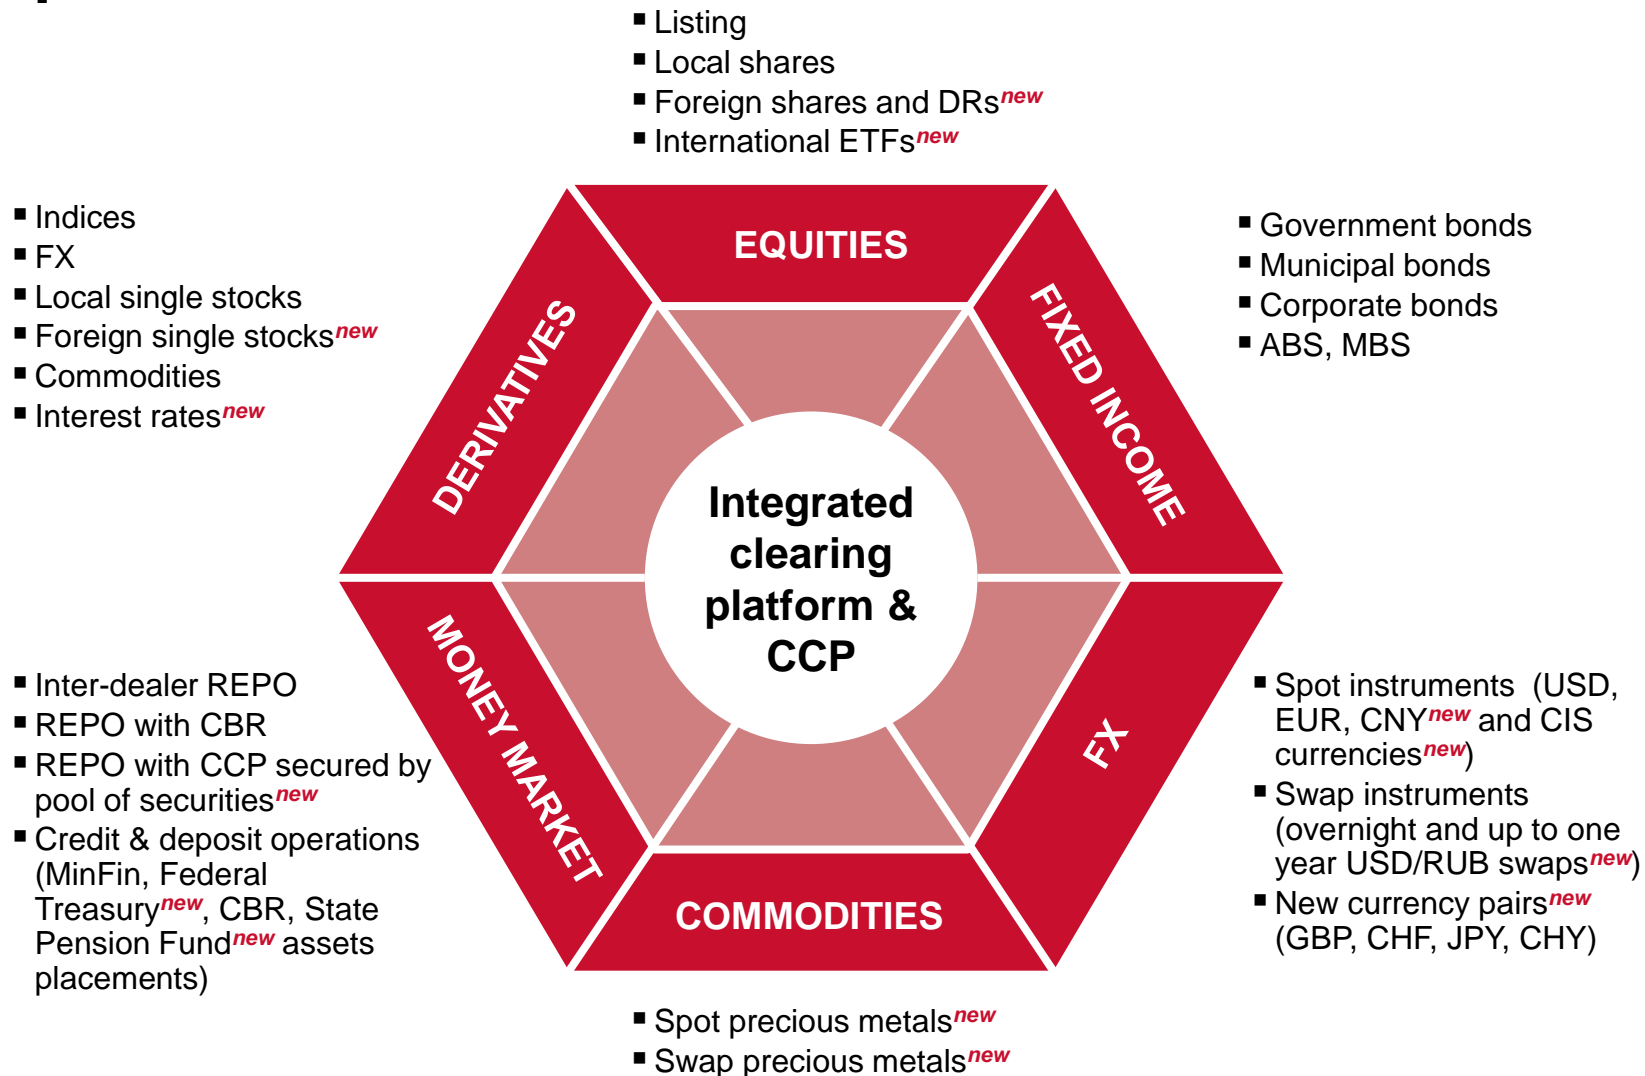 ▪ Listing
▪ Local shares
▪ Foreign shares and DRsnew
▪ International ETFsnew
▪ Indices
▪ FX
▪ Local single stocks
▪ Foreign single stocksnew
▪ Commodities
▪ Interest ratesnew
EQUITIES
▪ Government bonds
▪ Municipal bonds
▪ Corporate bonds
▪ ABS, MBS
DERIVATIVES
FIXED INCOME
Integrated
clearing
platform &
CCP
▪ Inter-dealer REPO
▪ REPO with CBR
▪ REPO with CCP secured by
pool of securitiesnew
▪ Credit & deposit operations
(MinFin, Federal
Treasurynew, CBR, State
Pension Fundnew assets
placements)
MONEY MARKET
FX
▪ Spot instruments (USD,
EUR, CNYnew and CIS
currenciesnew)
▪ Swap instruments
(overnight and up to one
year USD/RUB swapsnew)
▪ New currency pairsnew
(GBP, CHF, JPY, CHY)
COMMODITIES
▪ Spot precious metalsnew
▪ Swap precious metalsnew